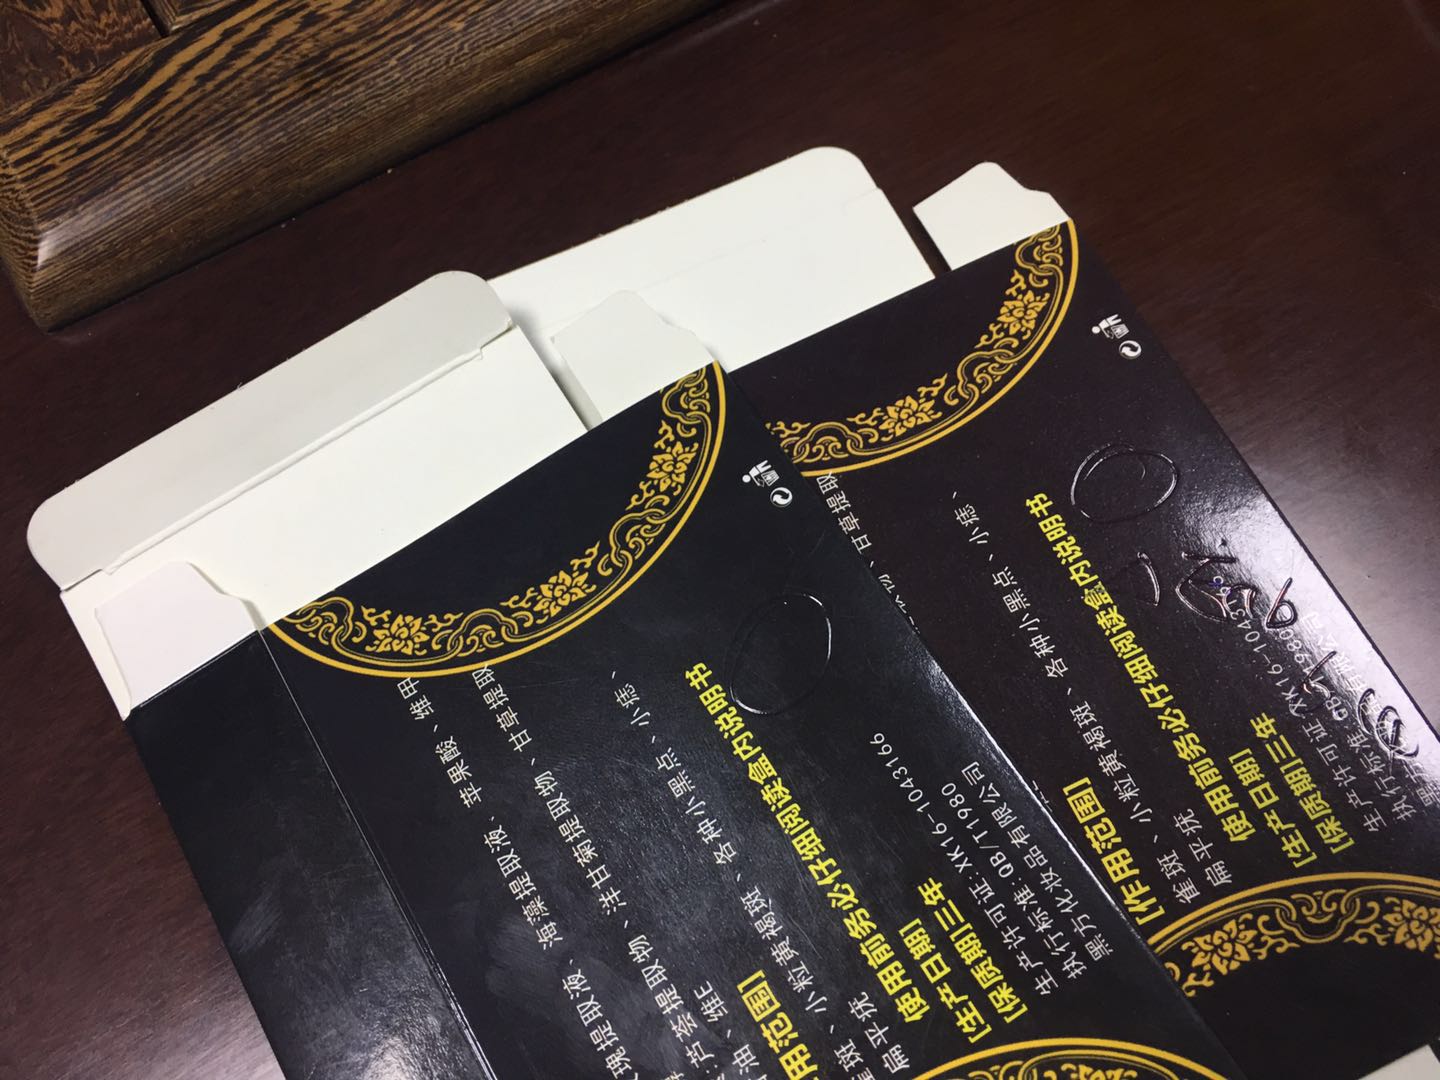 瑰提取液、海藻提取液、苹果酸、维甲
芦荟提取物、洋甘菊提取物、甘草提取
油、维E
用范围]
雀斑、小粒黄褐斑、各种小黑点、小痣、
扁平疣
使用前务必仔细阅读盒内说明书
[生产日期]
[保质期]三年
生产许可证:XK16-1043166
执行标准:QB/T1980
黑方化妆品有限公司
甘草提取
[作用范围]
雀斑、小粒黄褐斑、各种小黑点、小痣、
扁平疣
使用前务必仔细阅读盒内说明书
[生产日期]
[保质期]三年
生产许可证:XK16-1043
执行标准:QB/T1980